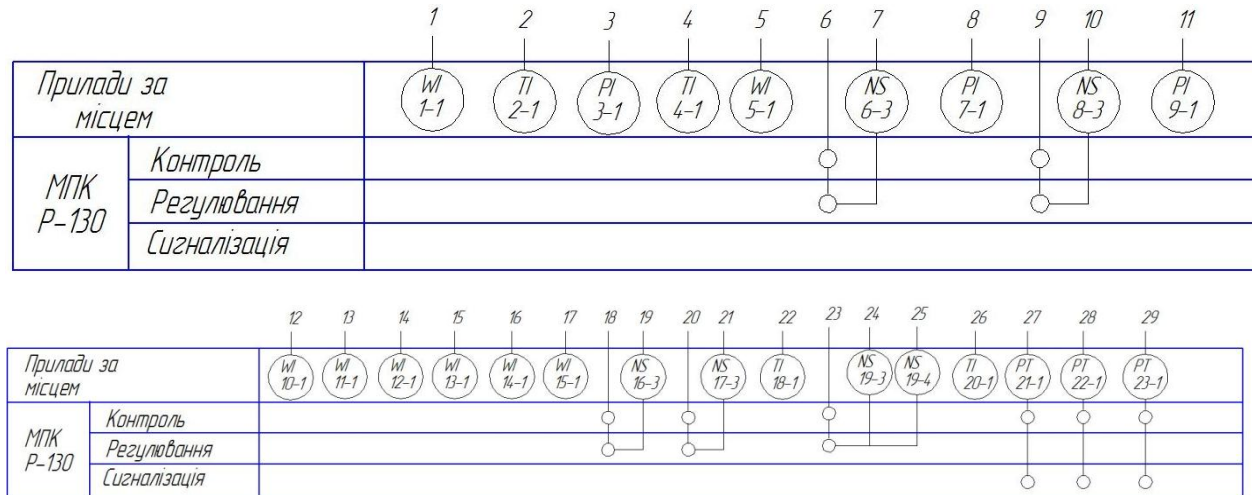 1 2 3 4 5 6 7 8 9 10 11
Прилади за
місцем
WI 1-1
TI 2-1
PI 3-1
TI 4-1
WI 5-1
NS 6-3
PI 7-1
NS 8-3
PI 9-1
МПК
Р-130
Контроль
Регулювання
Сигналізація
12 13 14 15 16 17 18 19 20 21 22 23 24 25 26 27 28 29
Прилади за
місцем
WI 10-1
WI 11-1
WI 12-1
WI 13-1
WI 14-1
WI 15-1
NS 16-3
NS 17-3
TI 18-1
NS 19-3
NS 19-4
TI 20-1
PT 21-1
PT 22-1
PT 23-1
МПК
Р-130
Контроль
Регулювання
Сигналізація